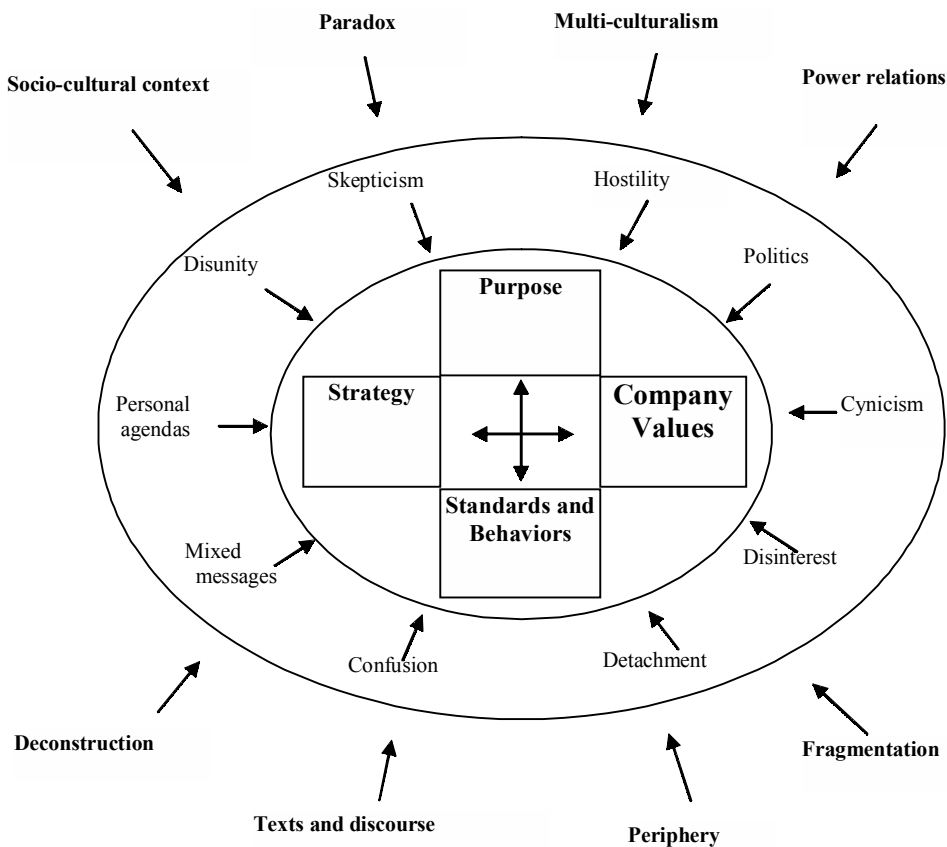 Paradox
Multi-culturalism
Socio-cultural context
Power relations
Skepticism
Hostility
Disunity
Politics
Purpose
Strategy
Company
Values
Personal
agendas
Cynicism
Standards and
Behaviors
Mixed
messages
Disinterest
Confusion
Detachment
Deconstruction
Fragmentation
Texts and discourse
Periphery